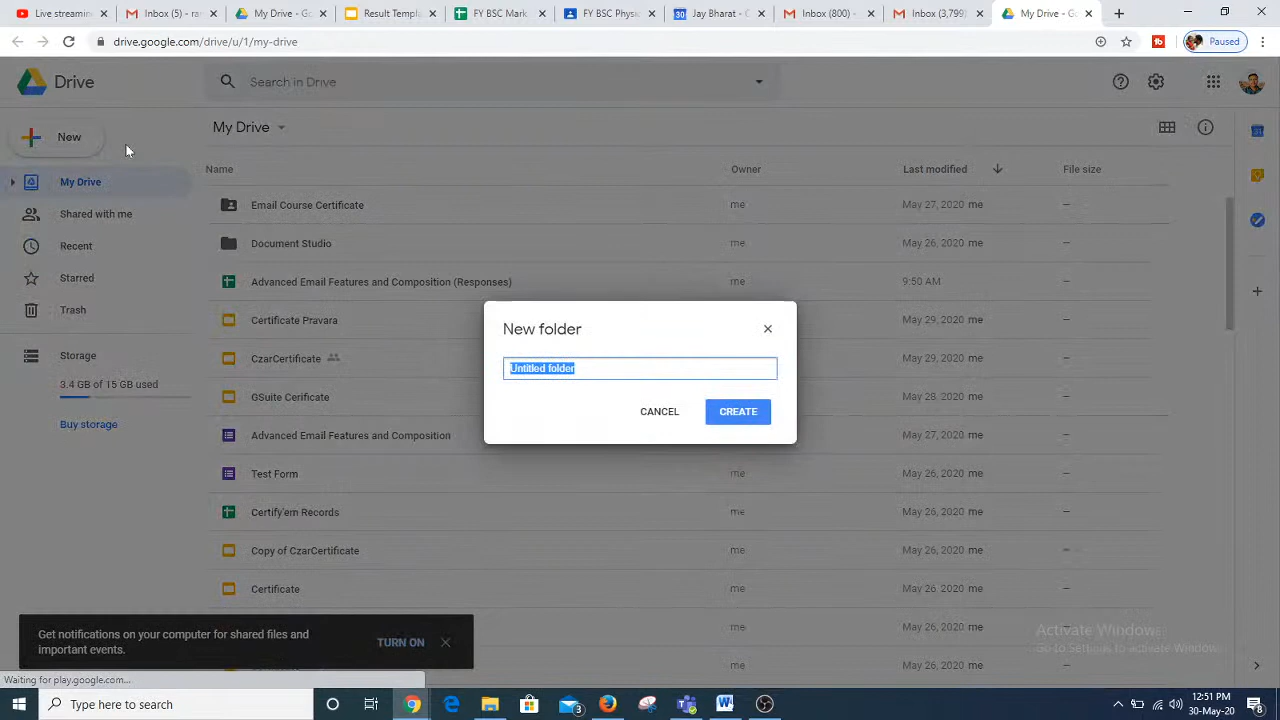 Live streaming
Inbox (5) - rar
My Drive - Go
Result Templa
FY BSC Mark
FY BSC Physi
Jay Borhat - G
Inbox (800) -
Inbox (3,799)
My Drive - Go
drive.google.com/drive/u/1/my-drive
Paused
Drive
Search in Drive
New
My Drive
My Drive
Name
Owner
Last modified
File size
Shared with me
Recent
Starred
Trash
Storage
3.4 GB of 15 GB used
Buy storage
Email Course Certificate me May 27, 2020 me –
Document Studio me May 26, 2020 me –
Advanced Email Features and Composition (Responses) me 9:50 AM –
Certificate Pravara me May 29, 2020 me –
CzarCertificate me May 29, 2020 me –
GSuite Cerificate me May 28, 2020 me –
Advanced Email Features and Composition me May 27, 2020 me –
Test Form me May 26, 2020 me –
Certify'em Records me May 26, 2020 me –
Copy of CzarCertificate me May 26, 2020 me –
Certificate me May 26, 2020 me –
me May 26, 2020 me –
me May 26, 2020 me –
New folder
Untitled folder
CANCEL
CREATE
Get notifications on your computer for shared files and
important events.
TURN ON
Activate Windows
Go to Settings to activate Windows.
Waiting for play.google.com...
Type here to search
3
12:51 PM
30-May-20
8